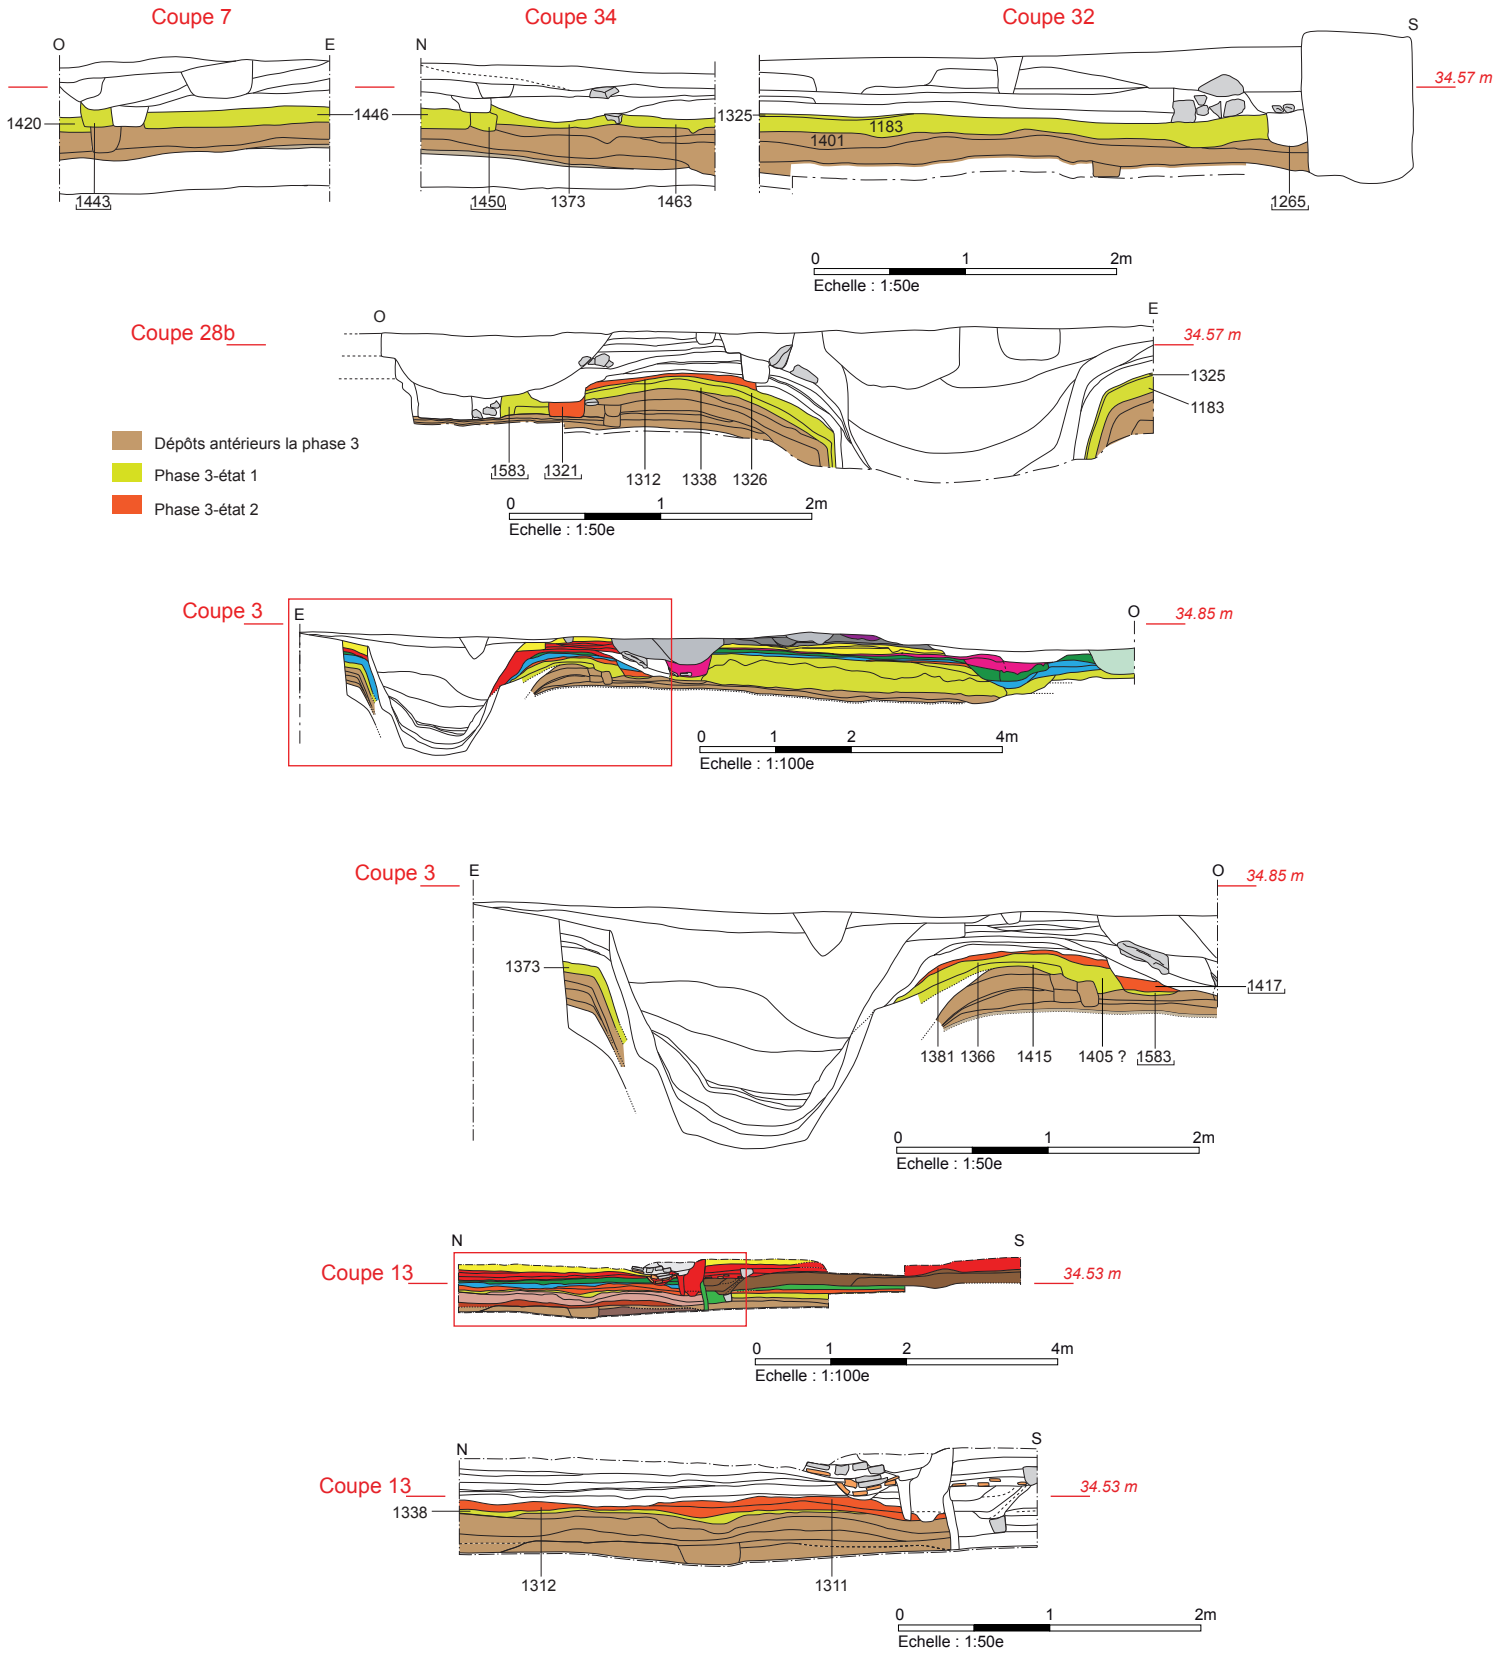 Coupe 7
Coupe 34
Coupe 32
O
E
N
S
34.57 m
1420
1446
1325
1183
1401
1443
1450
1373
1463
1265
0 1 2m
Echelle : 1:50e
Coupe 28b
O
E
34.57 m
1325
1183
Dépôts antérieurs la phase 3
Phase 3-état 1
Phase 3-état 2
1583
1321
1312
1338
1326
0 1 2m
Echelle : 1:50e
Coupe 3
E
O
34.85 m
0 1 2 4m
Echelle : 1:100e
Coupe 3
E
O
34.85 m
1373
1417
1381
1366
1415
1405 ?
1583
0 1 2m
Echelle : 1:50e
N
S
Coupe 13
34.53 m
0 1 2 4m
Echelle : 1:100e
N
S
Coupe 13
34.53 m
1338
1312
1311
0 1 2m
Echelle : 1:50e